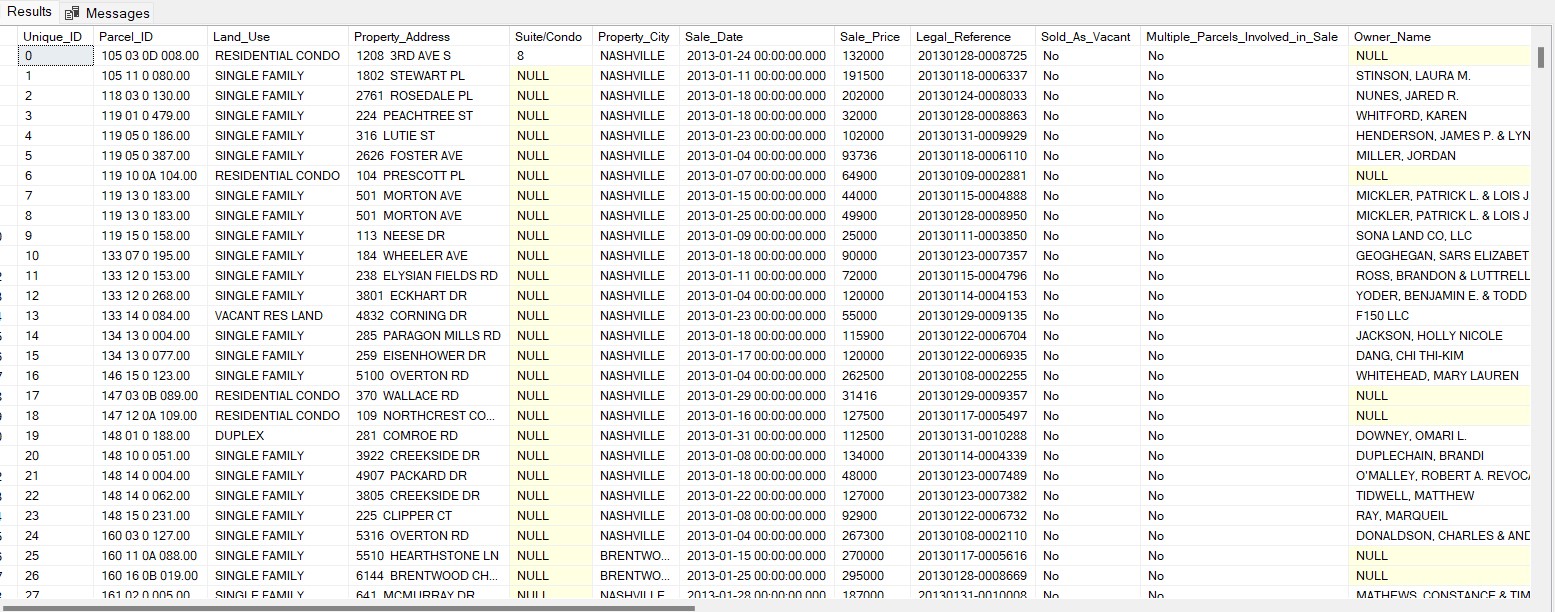 Results Messages
Unique_ID Parcel_ID Land_Use Property_Address Suite/Condo Property_City Sale_Date Sale_Price Legal_Reference Sold_As_Vacant Multiple_Parcels_Involved_in_Sale Owner_Name
0 105 03 0D 008.00 RESIDENTIAL CONDO 1208 3RD AVE S 8 NASHVILLE 2013-01-24 00:00:00.000 132000 20130128-0008725 No No NULL
1 105 11 0 080.00 SINGLE FAMILY 1802 STEWART PL NULL NASHVILLE 2013-01-11 00:00:00.000 191500 20130118-0006337 No No STINSON, LAURA M.
2 118 03 0 130.00 SINGLE FAMILY 2761 ROSEDALE PL NULL NASHVILLE 2013-01-18 00:00:00.000 202000 20130124-0008033 No No NUNES, JARED R.
3 119 01 0 479.00 SINGLE FAMILY 224 PEACHTREE ST NULL NASHVILLE 2013-01-18 00:00:00.000 32000 20130128-0008863 No No WHITFORD, KAREN
4 119 05 0 186.00 SINGLE FAMILY 316 LUTIE ST NULL NASHVILLE 2013-01-23 00:00:00.000 102000 20130131-0009929 No No HENDERSON, JAMES P. & LYN
5 119 05 0 387.00 SINGLE FAMILY 2626 FOSTER AVE NULL NASHVILLE 2013-01-04 00:00:00.000 93736 20130118-0006110 No No MILLER, JORDAN
6 119 10 0A 104.00 RESIDENTIAL CONDO 104 PRESCOTT PL NULL NASHVILLE 2013-01-07 00:00:00.000 64900 20130109-0002881 No No NULL
7 119 13 0 183.00 SINGLE FAMILY 501 MORTON AVE NULL NASHVILLE 2013-01-15 00:00:00.000 44000 20130115-0004888 No No MICKLER, PATRICK L. & LOIS J
8 119 13 0 183.00 SINGLE FAMILY 501 MORTON AVE NULL NASHVILLE 2013-01-25 00:00:00.000 49900 20130128-0008950 No No MICKLER, PATRICK L. & LOIS J
9 119 15 0 158.00 SINGLE FAMILY 113 NEESE DR NULL NASHVILLE 2013-01-09 00:00:00.000 25000 20130111-0003850 No No SONA LAND CO, LLC
10 133 07 0 195.00 SINGLE FAMILY 184 WHEELER AVE NULL NASHVILLE 2013-01-18 00:00:00.000 90000 20130123-0007357 No No GEOGHEGAN, SARS ELIZABET
11 133 12 0 153.00 SINGLE FAMILY 238 ELYSIAN FIELDS RD NULL NASHVILLE 2013-01-11 00:00:00.000 72000 20130115-0004796 No No ROSS, BRANDON & LUTTRELL
12 133 12 0 268.00 SINGLE FAMILY 3801 ECKHART DR NULL NASHVILLE 2013-01-04 00:00:00.000 120000 20130114-0004153 No No YODER, BENJAMIN E. & TODD
13 133 14 0 084.00 VACANT RES LAND 4832 CORNING DR NULL NASHVILLE 2013-01-23 00:00:00.000 55000 20130129-0009135 No No F150 LLC
14 134 13 0 004.00 SINGLE FAMILY 285 PARAGON MILLS RD NULL NASHVILLE 2013-01-18 00:00:00.000 115900 20130122-0006704 No No JACKSON, HOLLY NICOLE
15 134 13 0 077.00 SINGLE FAMILY 259 EISENHOWER DR NULL NASHVILLE 2013-01-17 00:00:00.000 120000 20130122-0006935 No No DANG, CHI THI-KIM
16 146 15 0 123.00 SINGLE FAMILY 5100 OVERTON RD NULL NASHVILLE 2013-01-04 00:00:00.000 262500 20130108-0002255 No No WHITEHEAD, MARY LAUREN
17 147 03 0B 089.00 RESIDENTIAL CONDO 370 WALLACE RD NULL NASHVILLE 2013-01-29 00:00:00.000 31416 20130129-0009357 No No NULL
18 147 12 0A 109.00 RESIDENTIAL CONDO 109 NORTHCREST CO... NULL NASHVILLE 2013-01-16 00:00:00.000 127500 20130117-0005497 No No NULL
19 148 01 0 188.00 DUPLEX 281 COMROE RD NULL NASHVILLE 2013-01-31 00:00:00.000 112500 20130131-0010288 No No DOWNEY, OMARI L.
20 148 10 0 051.00 SINGLE FAMILY 3922 CREEKSIDE DR NULL NASHVILLE 2013-01-08 00:00:00.000 134000 20130114-0004339 No No DUPLECHAIN, BRANDI
21 148 14 0 004.00 SINGLE FAMILY 4907 PACKARD DR NULL NASHVILLE 2013-01-18 00:00:00.000 48000 20130123-0007489 No No O'MALLEY, ROBERT A. REVOCA
22 148 14 0 062.00 SINGLE FAMILY 3805 CREEKSIDE DR NULL NASHVILLE 2013-01-22 00:00:00.000 127000 20130123-0007382 No No TIDWELL, MATTHEW
23 148 15 0 231.00 SINGLE FAMILY 225 CLIPPER CT NULL NASHVILLE 2013-01-08 00:00:00.000 92900 20130122-0006732 No No RAY, MARQUEIL
24 160 03 0 127.00 SINGLE FAMILY 5316 OVERTON RD NULL NASHVILLE 2013-01-04 00:00:00.000 267300 20130108-0002110 No No DONALDSON, CHARLES & AND
25 160 11 0A 088.00 SINGLE FAMILY 5510 HEARTHSTONE LN NULL BRENTWO... 2013-01-15 00:00:00.000 270000 20130117-0005616 No No NULL
26 160 16 0B 019.00 SINGLE FAMILY 6144 BRENTWOOD CH... NULL BRENTWO... 2013-01-25 00:00:00.000 295000 20130128-0008669 No No NULL
27 161 02 0 005.00 SINGLE FAMILY 641 MCMURRAY DR NULL NASHVILLE 2013-01-28 00:00:00.000 187000 20130131-0010008 No No MATHEWS, CONSTANCE & TIM